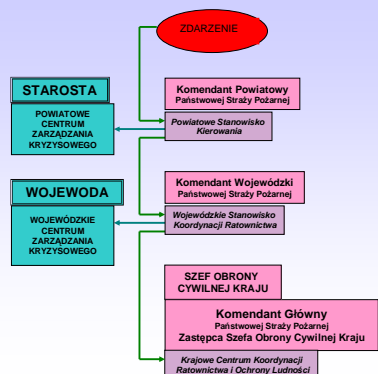 ZDARZENIE
STAROSTA
POWIATOWE
CENTRUM
ZARZĄDZANIA
KRYZYSOWEGO
Komendant Powiatowy
Państwowej Straży Pożarnej
Powiatowe Stanowisko
Kierowania
WOJEWODA
WOJEWÓDZKIE
CENTRUM
ZARZĄDZANIA
KRYZYSOWEGO
Komendant Wojewódzki
Państwowej Straży Pożarnej
Wojewódzkie Stanowisko
Koordynacji Ratownictwa
SZEF OBRONY
CYWILNEJ KRAJU
Komendant Główny
Państwowej Straży Pożarnej
Zastępca Szefa Obrony Cywilnej Kraju
Krajowe Centrum Koordynacji
Ratownictwa i Ochrony Ludności